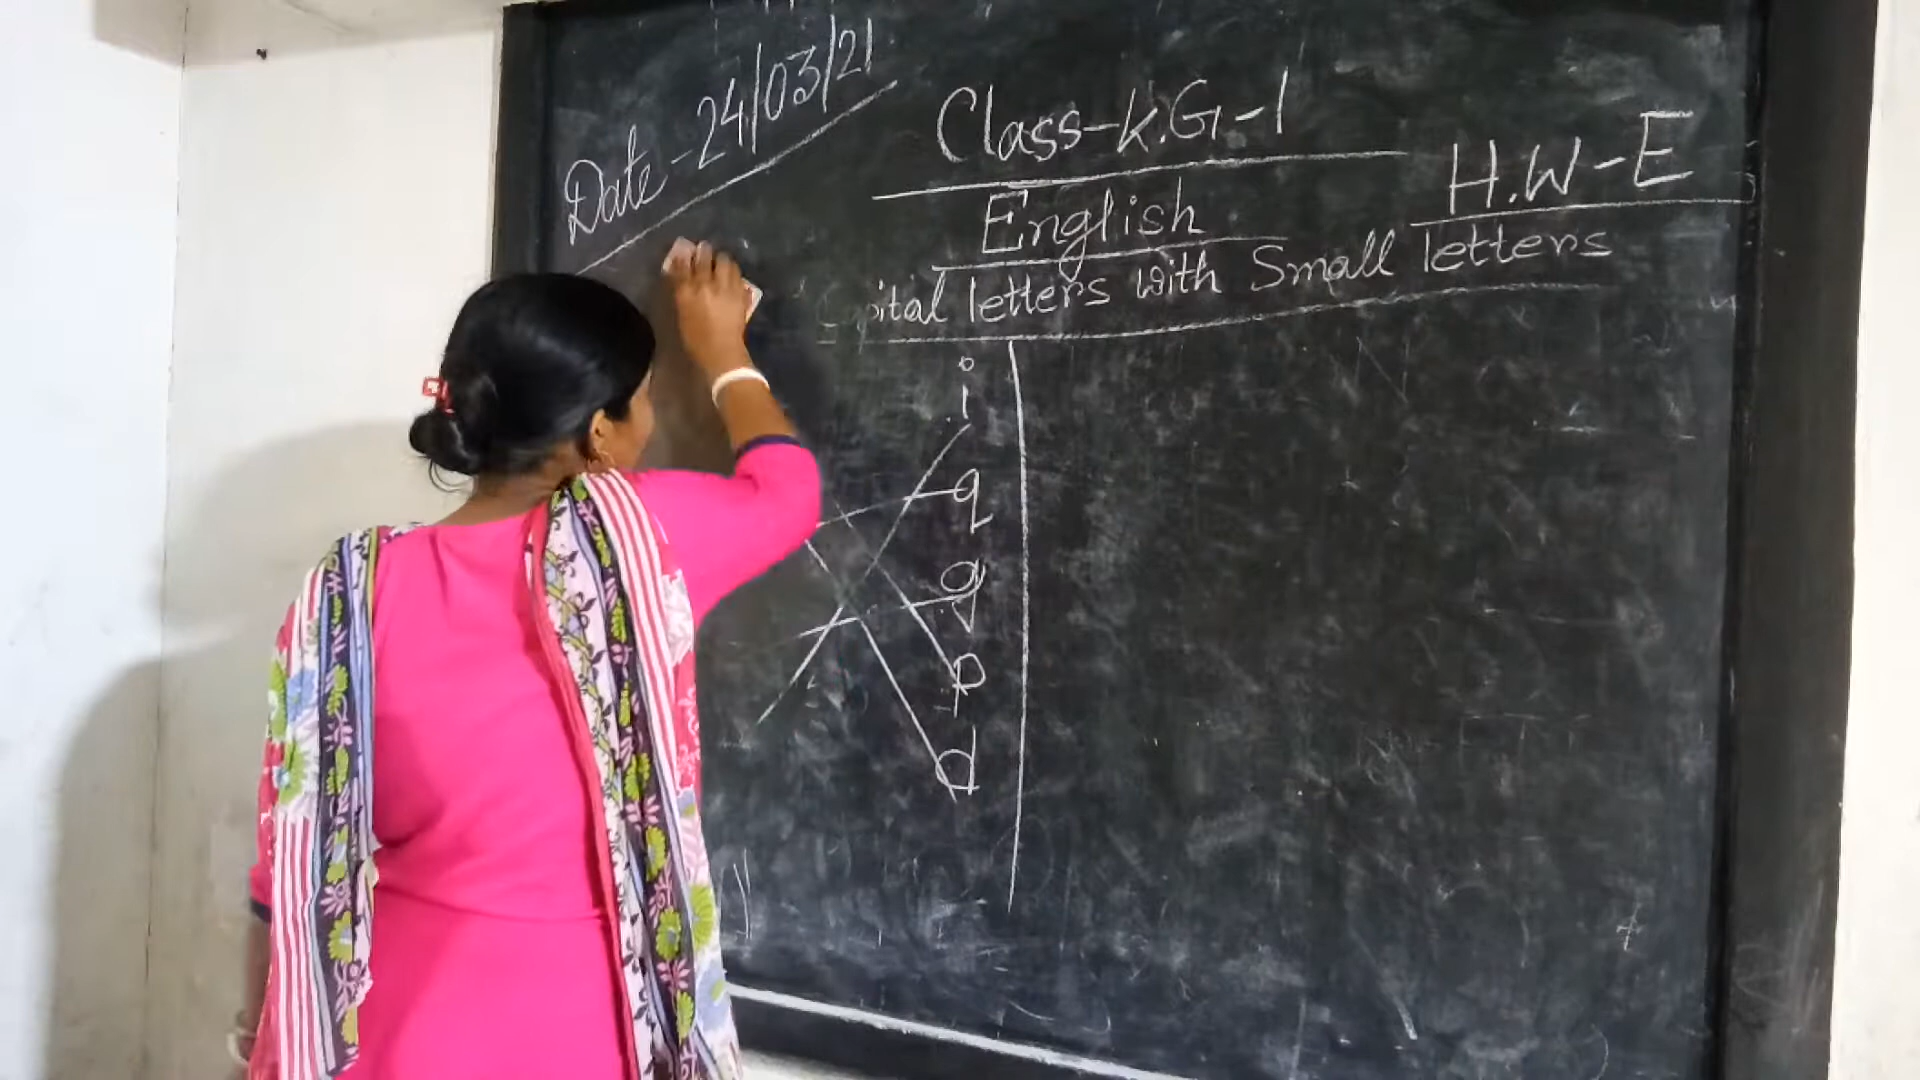 Date - 24/03/21
Class-K.G-1
H.W-E
English
Capital letters with Small letters
i
q
g
p
d